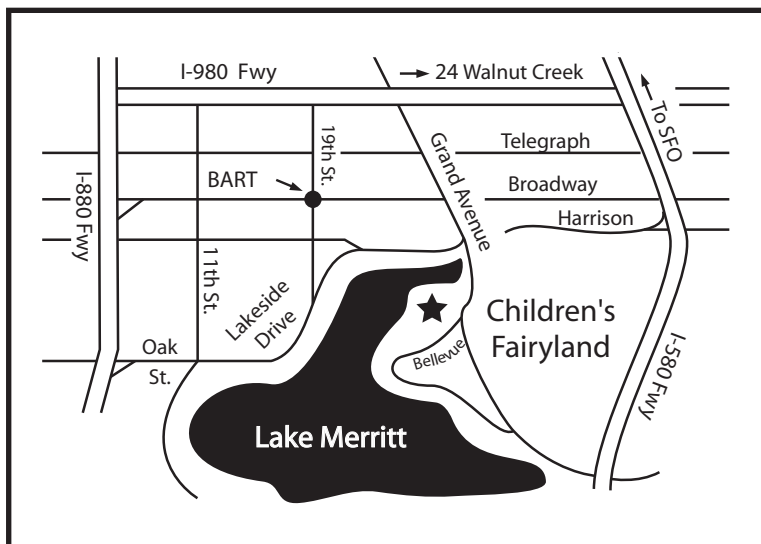 I-980 Fwy
24 Walnut Creek
To SFO
19th St.
Grand Avenue
Telegraph
BART
Broadway
I-880 Fwy
Harrison
11th St.
Lakeside
Drive
Children's
Fairyland
Oak
St.
Bellevue
I-580 Fwy
Lake Merritt